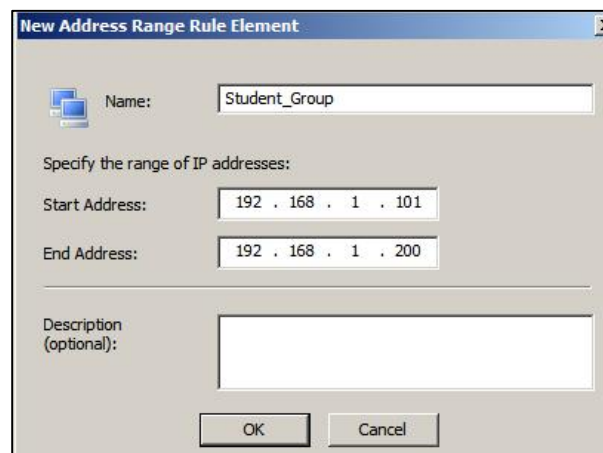 New Address Range Rule Element
Name: Student_Group
Specify the range of IP addresses:
Start Address: 192 . 168 . 1 . 101
End Address: 192 . 168 . 1 . 200
Description
(optional):
OK Cancel